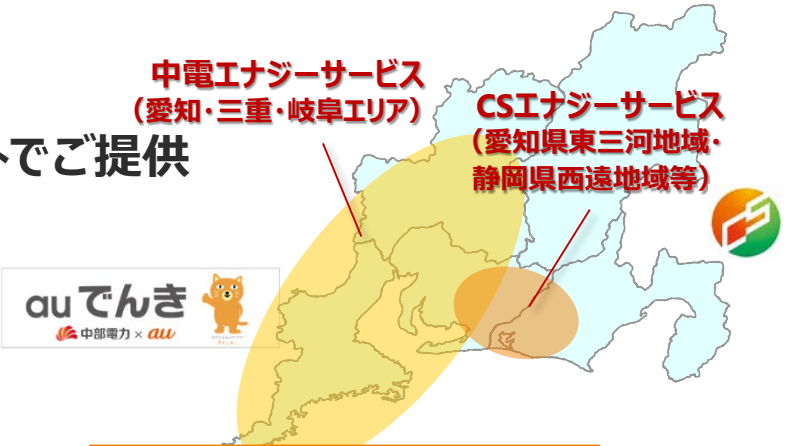 中電エナジーサービス
（愛知・三重・岐阜エリア）
CSエナジーサービス
（愛知県東三河地域・
静岡県西遠地域等）
でご提供
au でんき
中部電力 × au